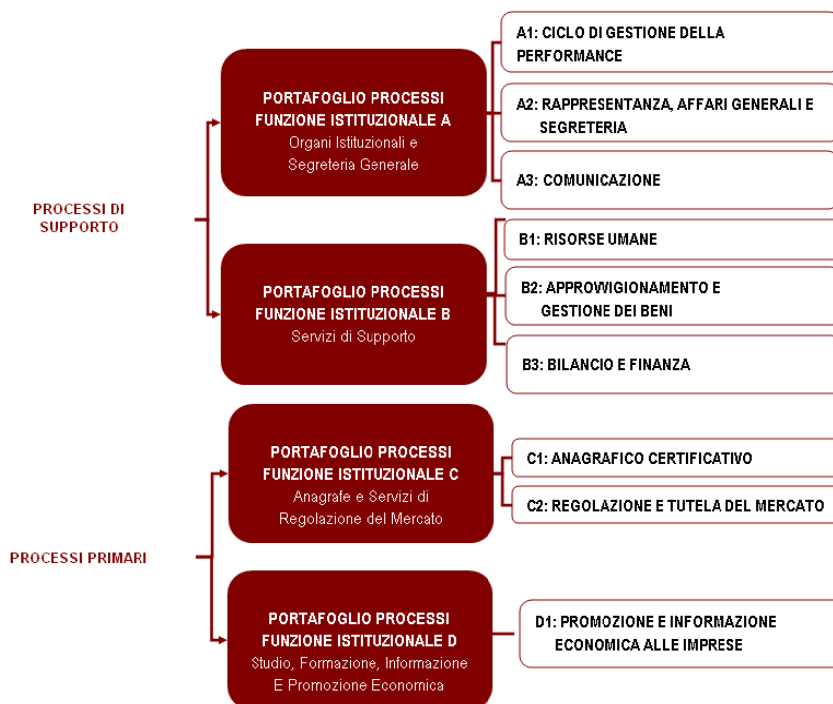 PROCESSI DI
SUPPORTO
PORTAFOGLIO PROCESSI
FUNZIONE ISTITUZIONALE A
Organi Istituzionali e
Segreteria Generale
A1: CICLO DI GESTIONE DELLA
PERFORMANCE
A2: RAPPRESENTANZA, AFFARI GENERALI E
SEGRETERIA
A3: COMUNICAZIONE
PORTAFOGLIO PROCESSI
FUNZIONE ISTITUZIONALE B
Servizi di Supporto
B1: RISORSE UMANE
B2: APPROVVIGIONAMENTO E
GESTIONE DEI BENI
B3: BILANCIO E FINANZA
PROCESSI PRIMARI
PORTAFOGLIO PROCESSI
FUNZIONE ISTITUZIONALE C
Anagrafe e Servizi di
Regolazione del Mercato
C1: ANAGRAFICO CERTIFICATIVO
C2: REGOLAZIONE E TUTELA DEL MERCATO
PORTAFOGLIO PROCESSI
FUNZIONE ISTITUZIONALE D
Studio, Formazione, Informazione
E Promozione Economica
D1: PROMOZIONE E INFORMAZIONE
ECONOMICA ALLE IMPRESE